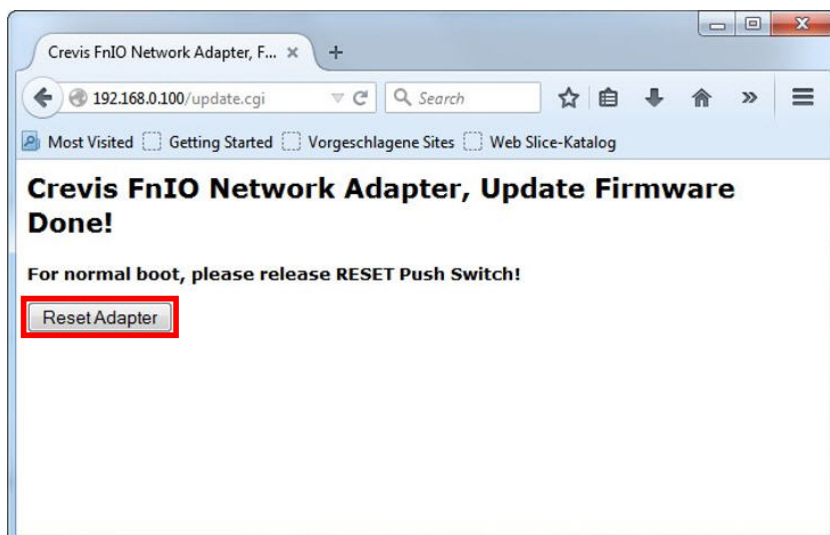 Crevis FnIO Network Adapter, F...
192.168.0.100/update.cgi
Search
Most Visited Getting Started Vorgeschlagene Sites Web Slice-Katalog
Crevis FnIO Network Adapter, Update Firmware
Done!
For normal boot, please release RESET Push Switch!
Reset Adapter